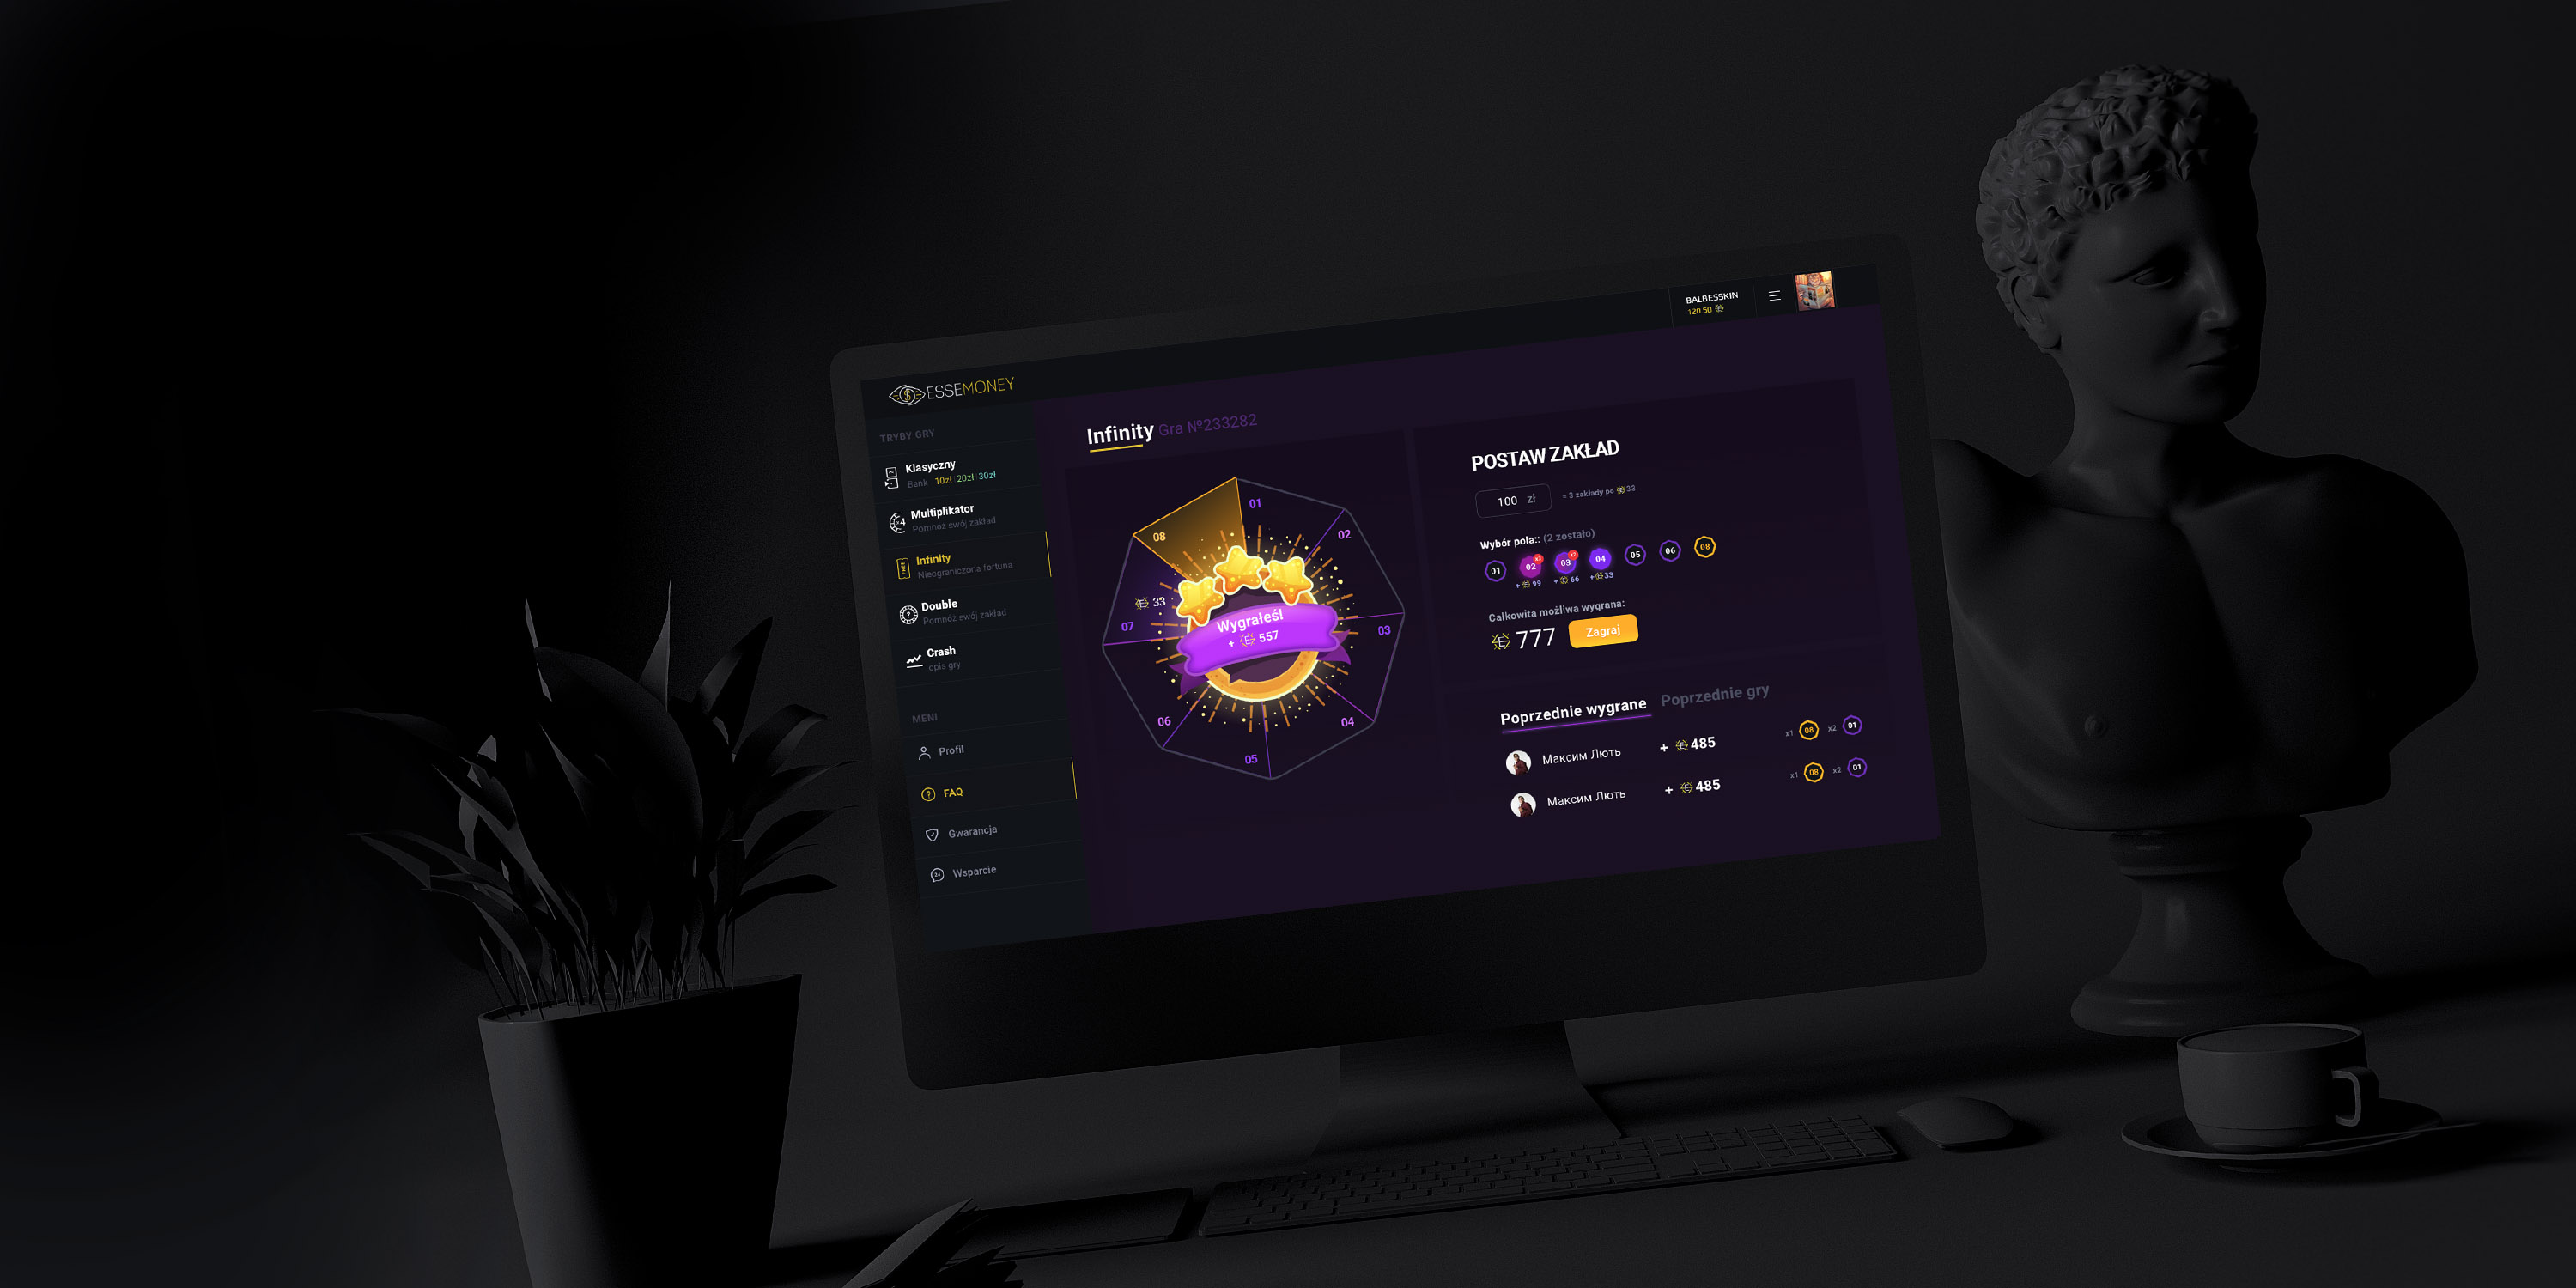 BALBESSKIN
120.50
ESSEMONEY
TRYBY GRY
Klasyczny
Bank 10zł 20zł 30zł
x4
Multiplikator
Pomnóż swój zakład
Infinity
Nieograniczona fortuna
Double
Pomnóż swój zakład
Crash
opis gry
MENI
Profil
FAQ
Gwarancja
Wsparcie
Infinity Gra №233282
01
02
03
04
05
06
07
08
33
Wygrałeś!
+ 557
POSTAW ZAKŁAD
100 zł
= 3 zakłady po 33
Wybór pola:: (2 zostało)
01 02 03 04 05 06 08
+ 99 + 66 + 33
Całkowita możliwa wygrana:
777 Zagraj
Poprzednie wygrane Poprzednie gry
Максим Лють + 485 x1 08 x2 01
Максим Лють + 485 x1 08 x2 01